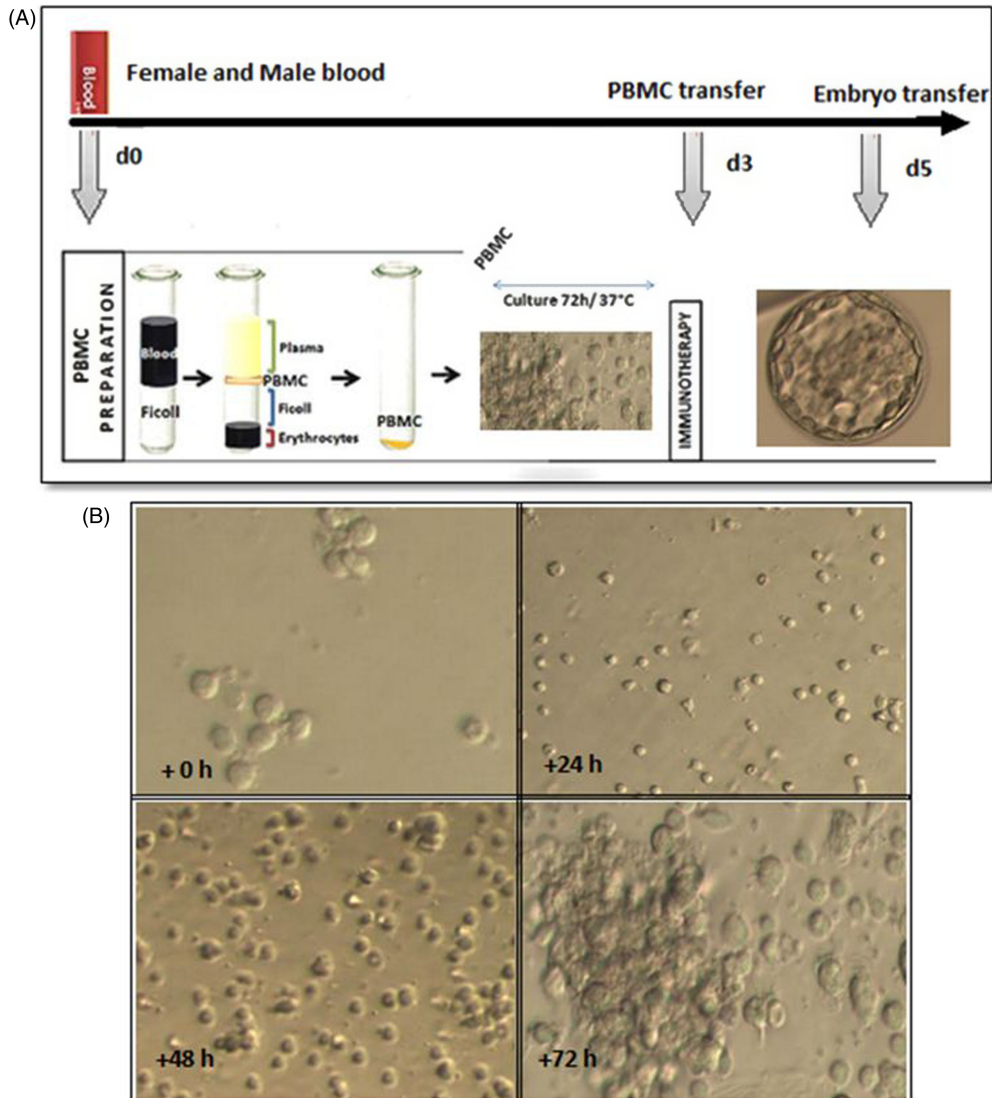 (A)
Blood
Female and Male blood
PBMC transfer
Embryo transfer
d0
d3
d5
PBMC
PREPARATION
Blood
Ficoll
Plasma
PBMC
Ficoll
Erythrocytes
PBMC
PBMC
Culture 72h/ 37°C
IMMUNOTHERAPY
(B)
+ 0 h
+24 h
+48 h
+72 h